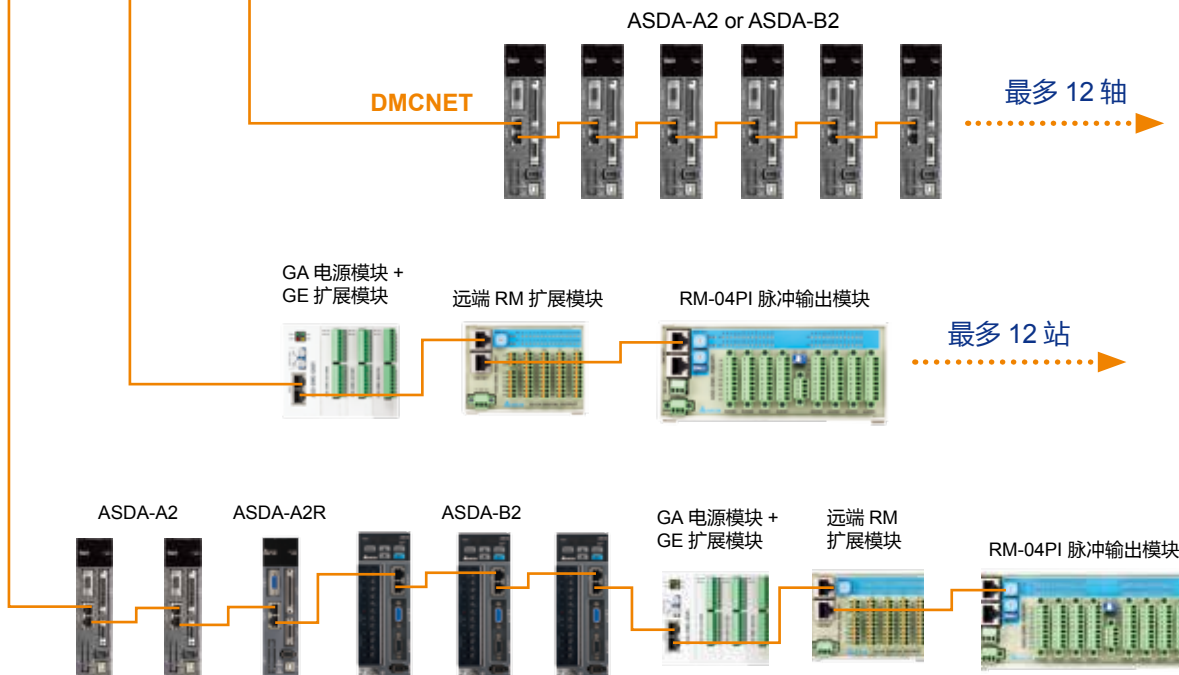 ASDA-A2 or ASDA-B2
DMCNET
最多 12 轴
GA 电源模块 +
GE 扩展模块
远端 RM 扩展模块
RM-04PI 脉冲输出模块
最多 12 站
ASDA-A2
ASDA-A2R
ASDA-B2
GA 电源模块 +
GE 扩展模块
远端 RM
扩展模块
RM-04PI 脉冲输出模块